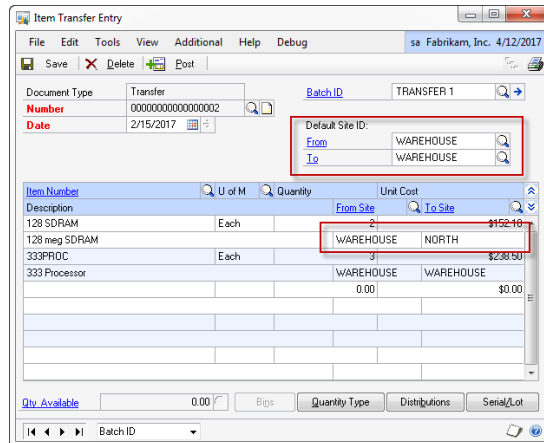 Item Transfer Entry
File Edit Tools View Additional Help Debug sa Fabrikam, Inc. 4/12/2017
Save Delete Post
Document Type Transfer Batch ID TRANSFER 1
Number 00000000000000002
Date 2/15/2017 Default Site ID:
From WAREHOUSE
To WAREHOUSE
Item Number U of M Quantity Unit Cost
Description From Site To Site
128 SDRAM Each 2 $152.10
128 meg SDRAM WAREHOUSE NORTH
333PROC Each 3 $238.50
333 Processor WAREHOUSE WAREHOUSE
0.00 $0.00
Qty Available 0.00 Bins Quantity Type Distributions Serial/Lot
Batch ID